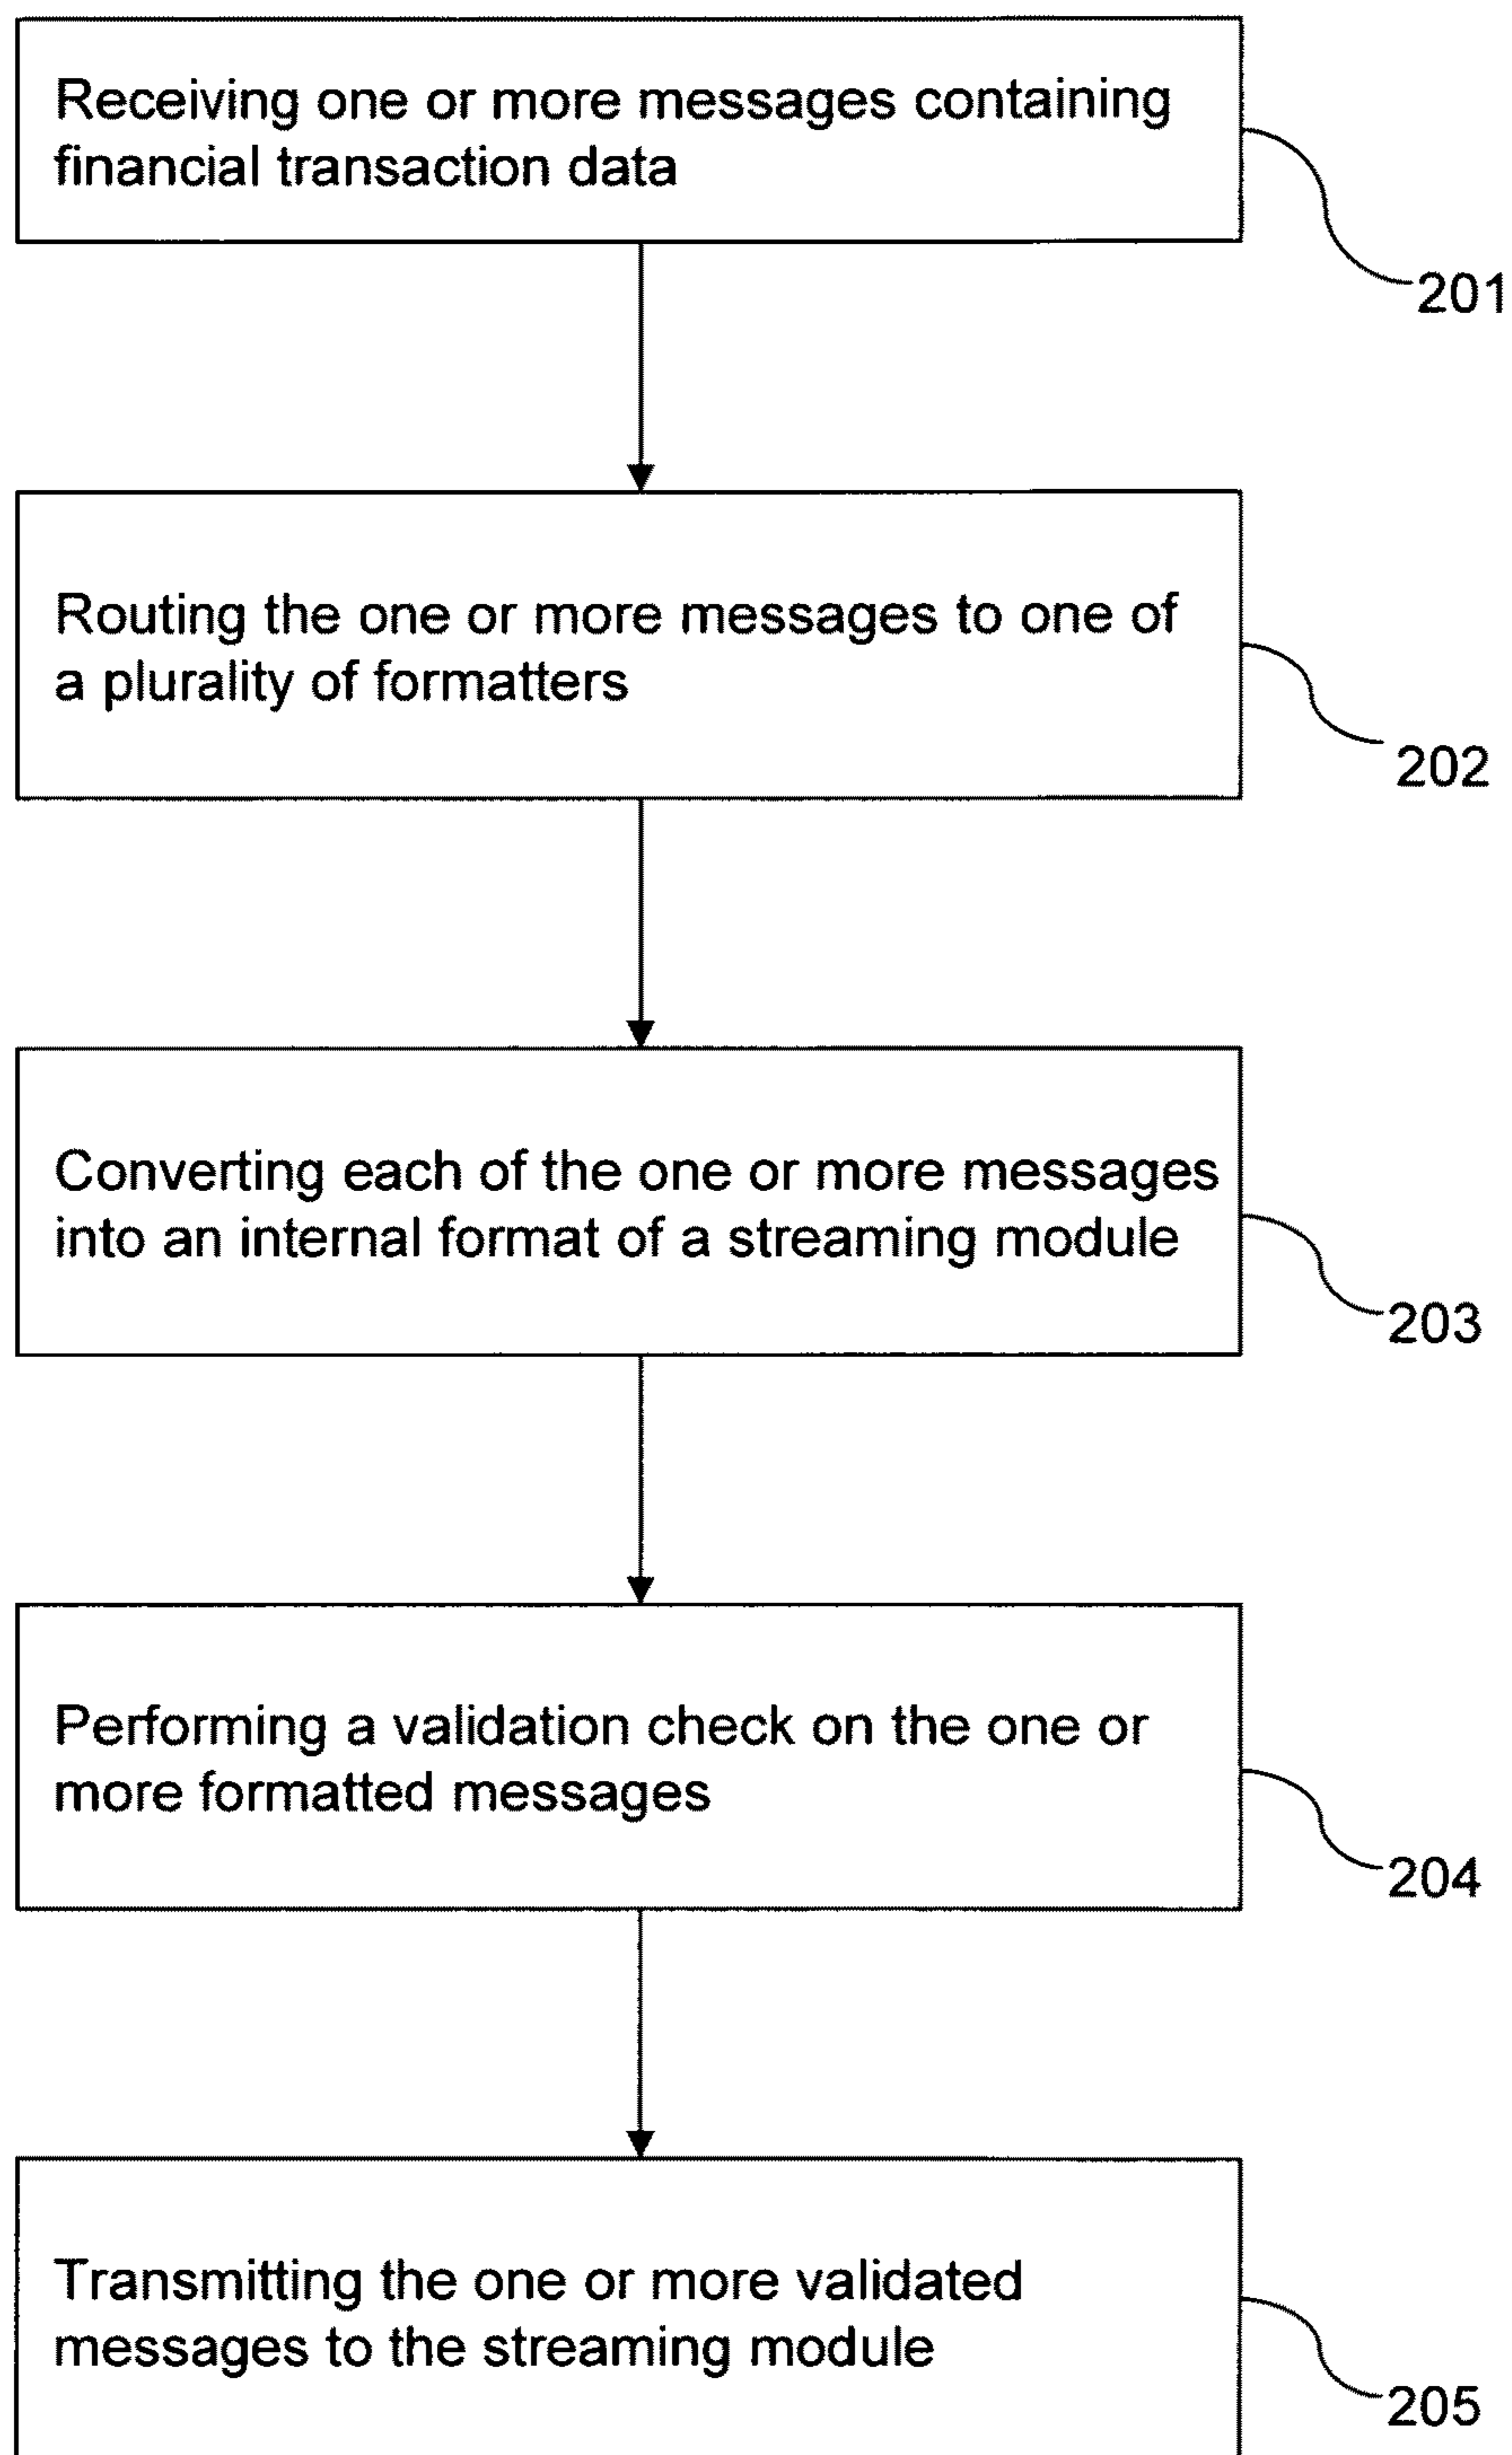 Receiving one or more messages containing
financial transaction data
201
Routing the one or more messages to one of
a plurality of formatters
202
Converting each of the one or more messages
into an internal format of a streaming module
203
Performing a validation check on the one or
more formatted messages
204
Transmitting the one or more validated
messages to the streaming module
205